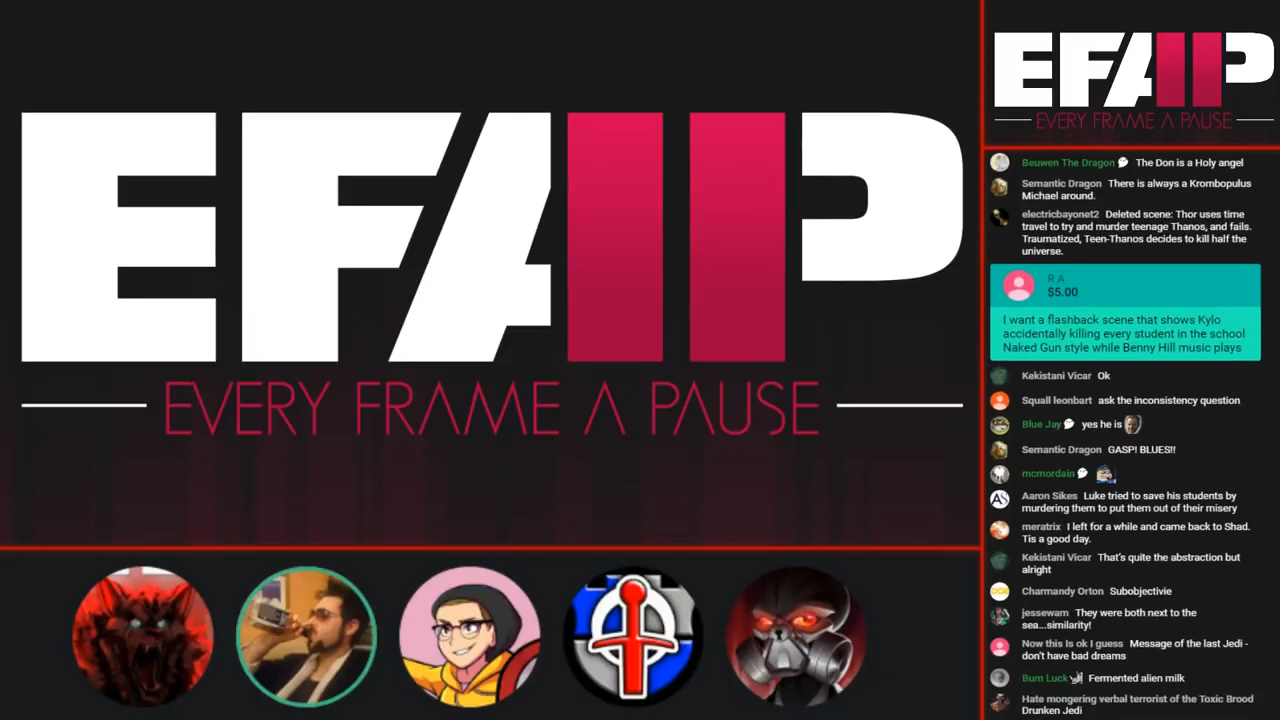 EFAP
EVERY FRAME A PAUSE
EFAP
EVERY FRAME A PAUSE
Beuwen The Dragon The Don is a Holy angel
Semantic Dragon There is always a Krombopulus
Michael around.
electricbayonet2 Deleted scene: Thor uses time
travel to try and murder teenage Thanos, and fails.
Traumatized, Teen-Thanos decides to kill half the
universe.
R A
$5.00
I want a flashback scene that shows Kylo
accidentally killing every student in the school
Naked Gun style while Benny Hill music plays
Kekistani Vicar Ok
Squall leonbart ask the inconsistency question
Blue Jay yes he is
Semantic Dragon GASP! BLUES!!
mcmordain
Aaron Sikes Luke tried to save his students by
murdering them to put them out of their misery
meratrix I left for a while and came back to Shad.
Tis a good day.
Kekistani Vicar That's quite the abstraction but
alright
Charmandy Orton Subobjectivie
jessewam They were both next to the
sea...similarity!
Now this Is ok I guess Message of the last Jedi -
don't have bad dreams
Bum Luck Fermented alien milk
Hate mongering verbal terrorist of the Toxic Brood
Drunken Jedi